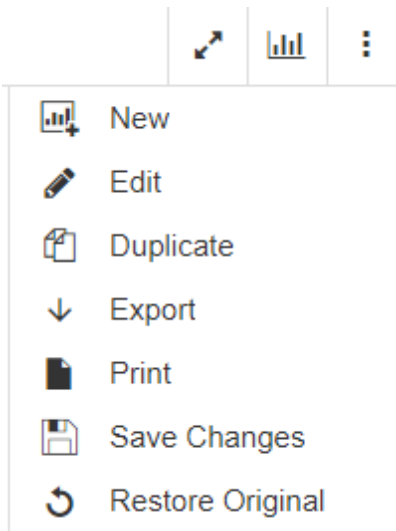 New
Edit
Duplicate
Export
Print
Save Changes
Restore Original